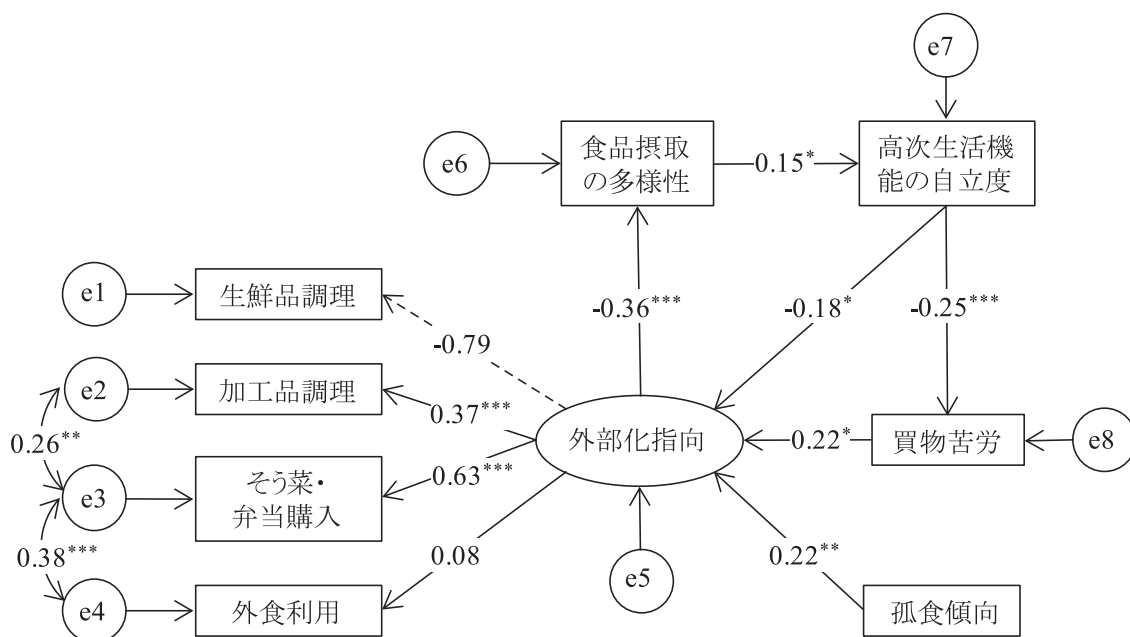 e7
e6
食品摂取
の多様性
0.15*
高次生活機
能の自立度
e1
生鮮品調理
-0.36***
-0.18*
-0.25***
-0.79
e2
加工品調理
0.37***
0.26**
外部化指向
0.22*
買物苦労
e8
e3
そう菜・
弁当購入
0.63***
0.38***
0.08
0.22**
e5
e4
外食利用
孤食傾向